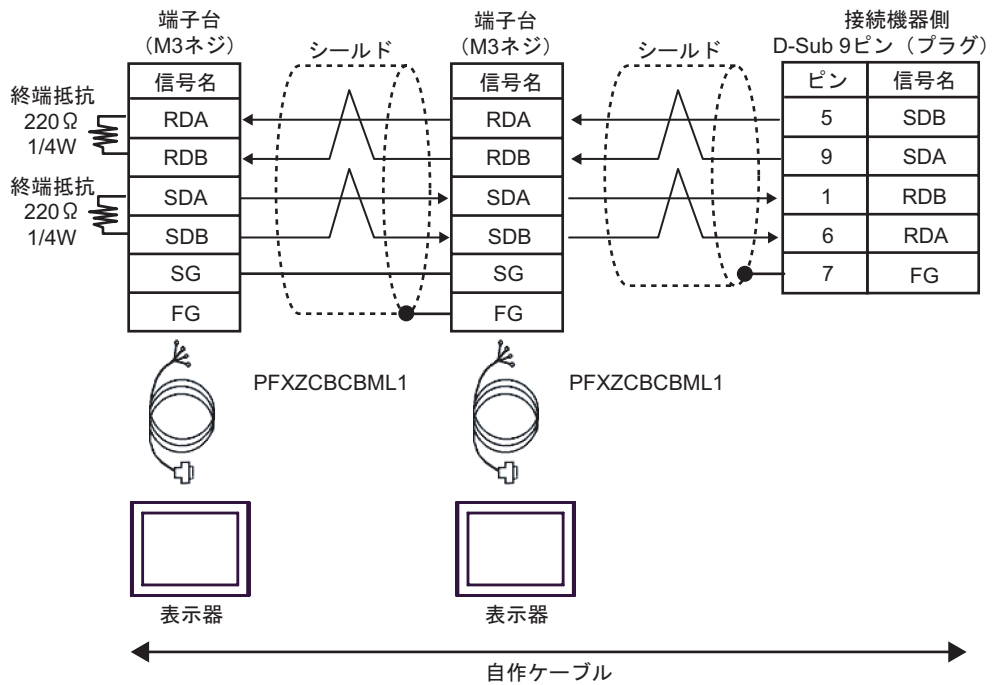 端子台
(M3ネジ)
シールド
端子台
(M3ネジ)
シールド
接続機器側
D-Sub 9ピン（プラグ）
終端抵抗
220Ω
1/4W
終端抵抗
220Ω
1/4W
信号名
RDA
RDB
SDA
SDB
SG
FG
信号名
RDA
RDB
SDA
SDB
SG
FG
ピン 信号名
5 SDB
9 SDA
1 RDB
6 RDA
7 FG
PFXZCBCBML1
PFXZCBCBML1
表示器
表示器
自作ケーブル